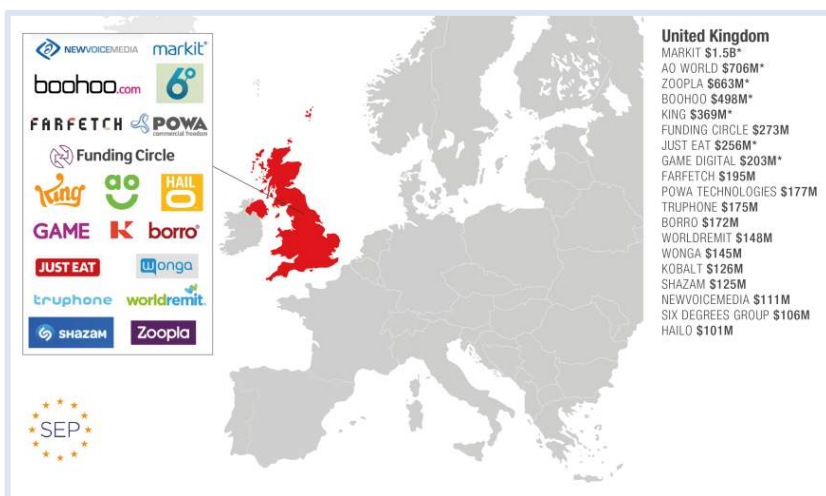 NEWVOICEMEDIA markit
boohoo.com 6°
FARFETCH POWA
commercial freedom
Funding Circle
King ao HAILO
GAME K borro
JUST EAT wonga
truphone worldremit
SHAZAM Zoopla
SEP
United Kingdom
MARKIT $1.5B*
AO WORLD $706M*
ZOOPLA $663M*
BOOHOO $498M*
KING $369M*
FUNDING CIRCLE $273M
JUST EAT $256M*
GAME DIGITAL $203M*
FARFETCH $195M
POWA TECHNOLOGIES $177M
TRUPHONE $175M
BORRO $172M
WORLDREMIT $148M
WONGA $145M
KOBALT $126M
SHAZAM $125M
NEWVOICEMEDIA $111M
SIX DEGREES GROUP $106M
HAILO $101M